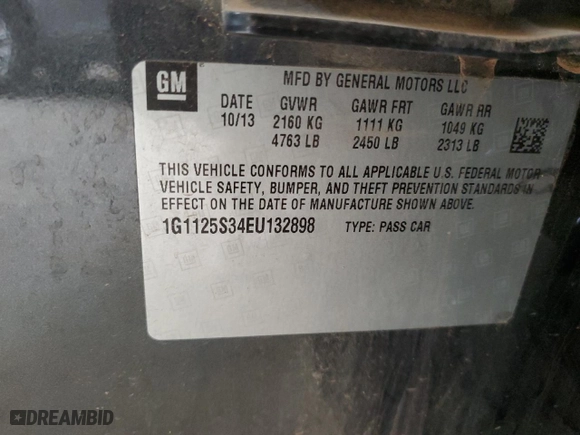 GM
MFD BY GENERAL MOTORS LLC
DATE GVWR GAWR FRT GAWR RR
10/13 2160 KG 1111 KG 1049 KG
4763 LB 2450 LB 2313 LB
THIS VEHICLE CONFORMS TO ALL APPLICABLE U.S. FEDERAL MOTOR
VEHICLE SAFETY, BUMPER, AND THEFT PREVENTION STANDARDS IN
EFFECT ON THE DATE OF MANUFACTURE SHOWN ABOVE.
1G1125S34EU132898 TYPE: PASS CAR
DREAMBID